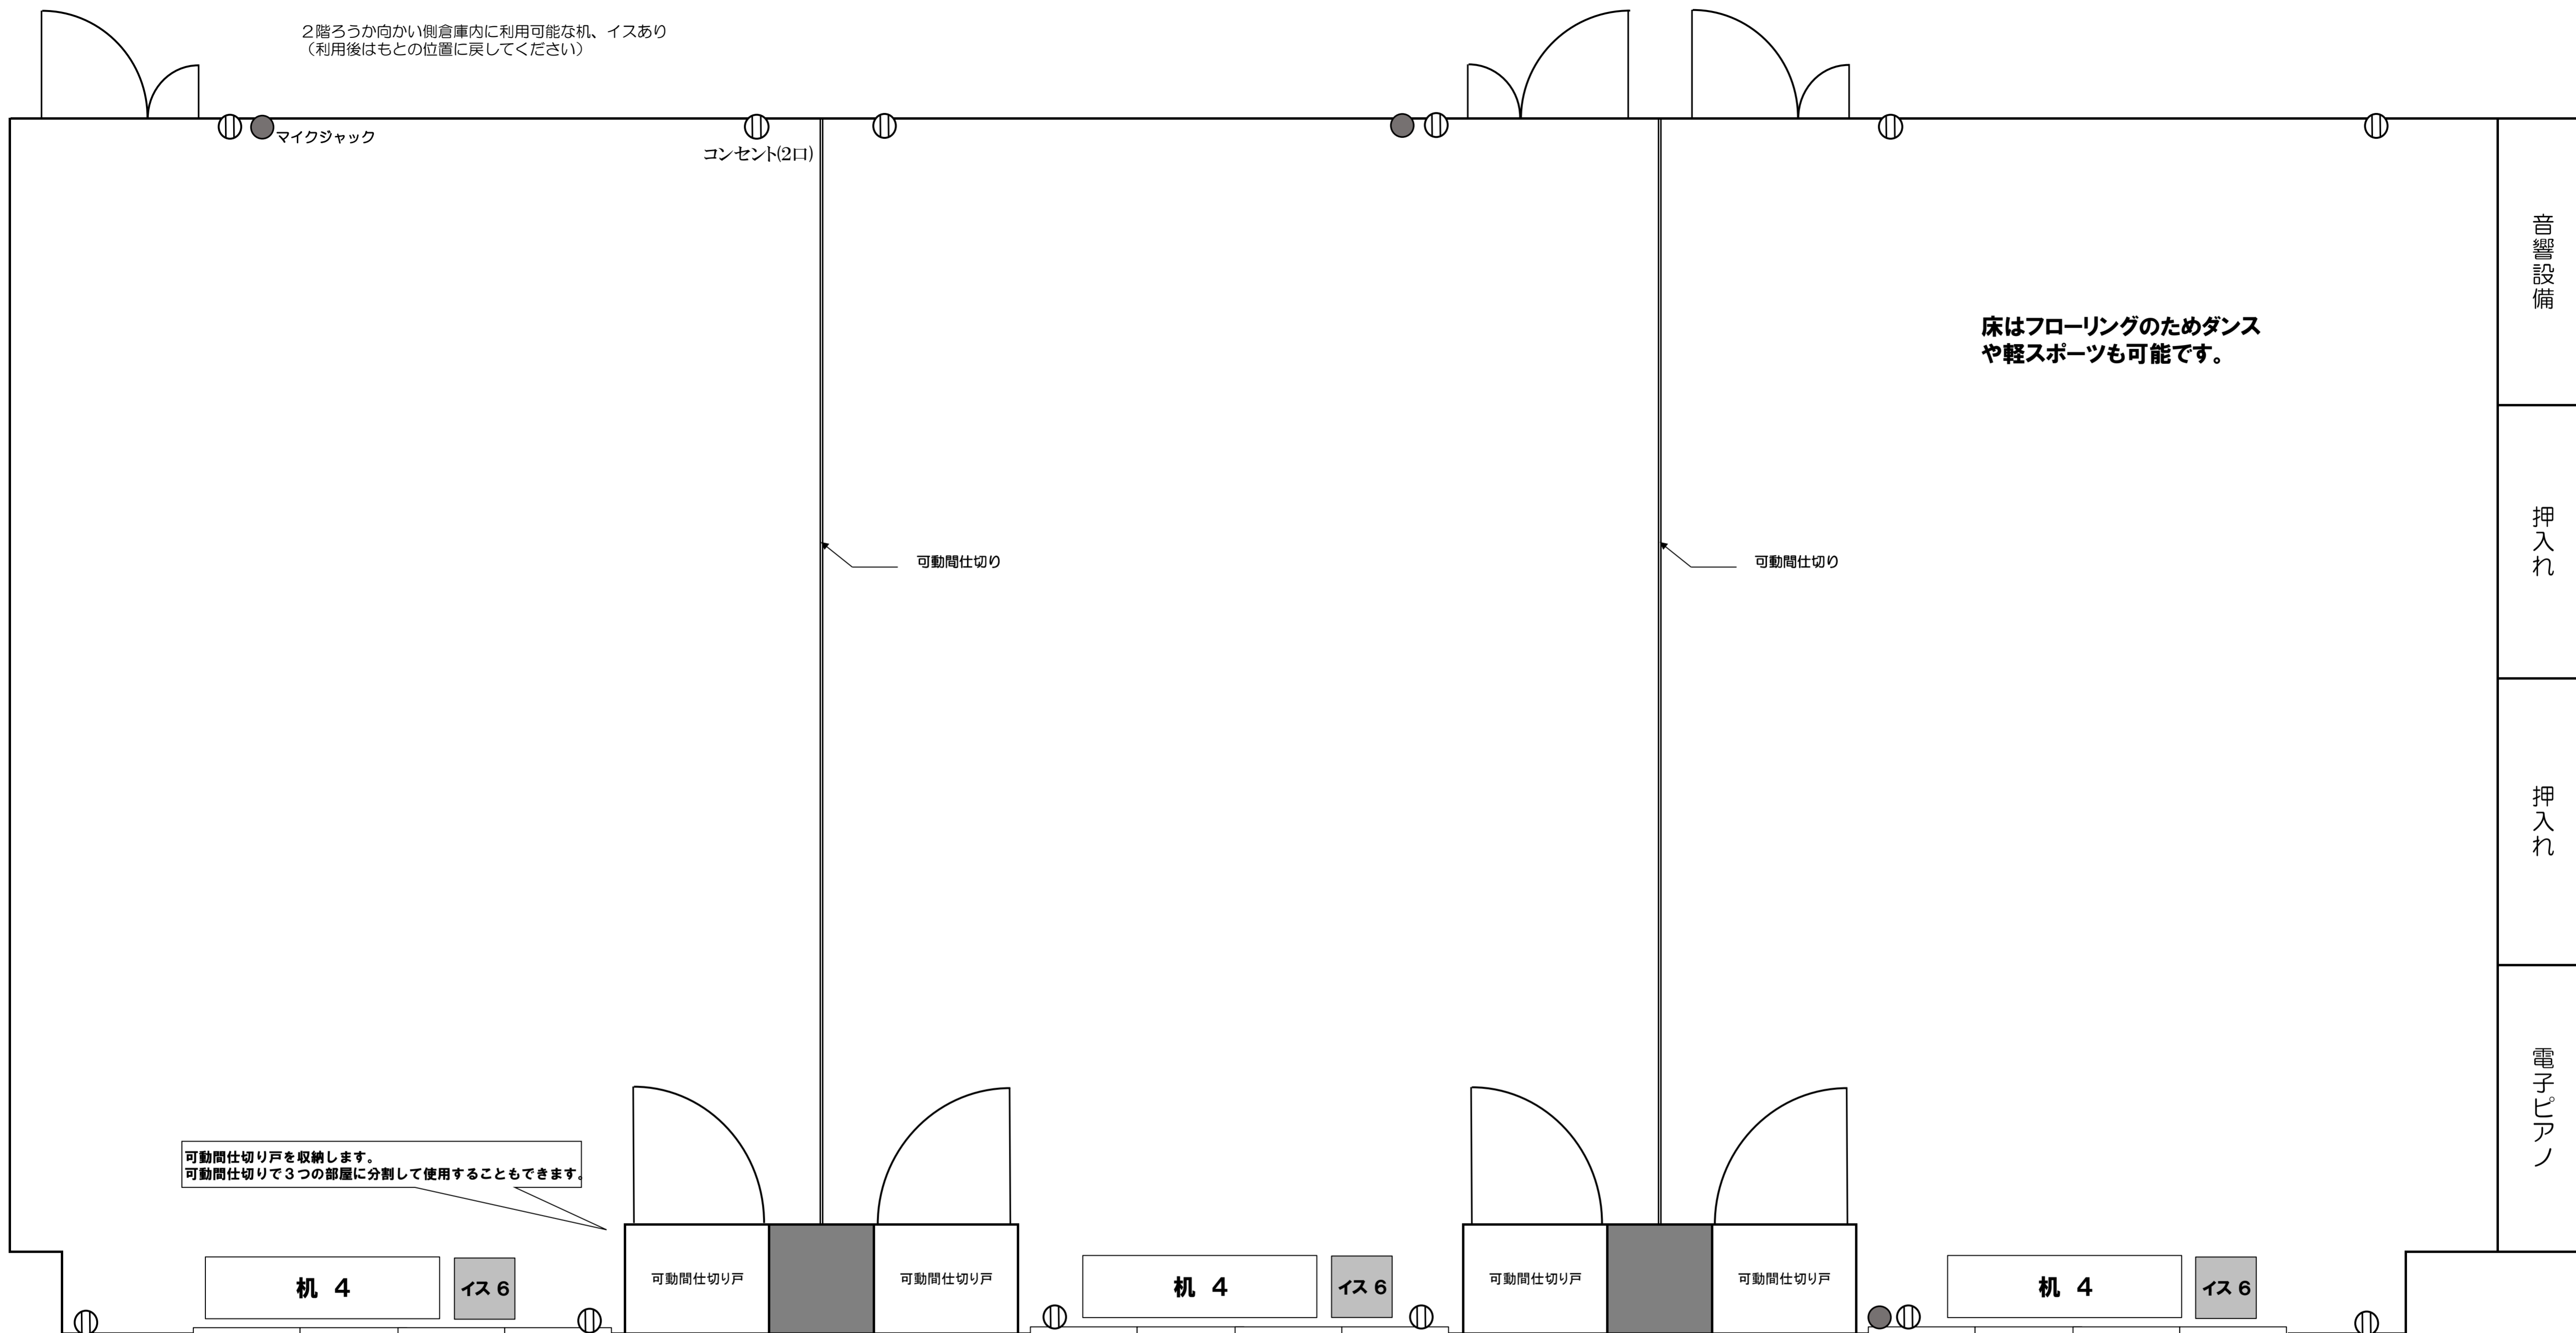 ２階ろうか向かい側倉庫内に利用可能な机、イスあり
（利用後はもとの位置に戻してください）
マイクジャック
コンセント(2口)
音響設備
床はフローリングのためダンス
や軽スポーツも可能です。
押入れ
可動間仕切り
可動間仕切り
押入れ
電子ピアノ
可動間仕切り戸を収納します。
可動間仕切りで３つの部屋に分割して使用することもできます。
机 4
イス 6
可動間仕切り戸
可動間仕切り戸
机 4
イス 6
可動間仕切り戸
可動間仕切り戸
机 4
イス 6